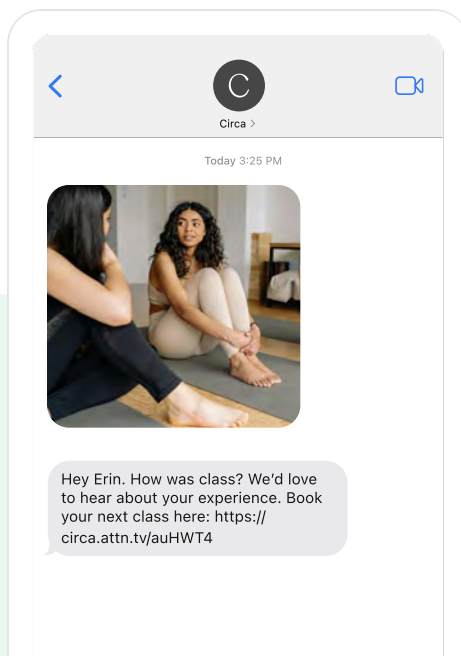 C
Circa >
Today 3:25 PM
Hey Erin. How was class? We’d love
to hear about your experience. Book
your next class here: https://
circa.attn.tv/auHWT4